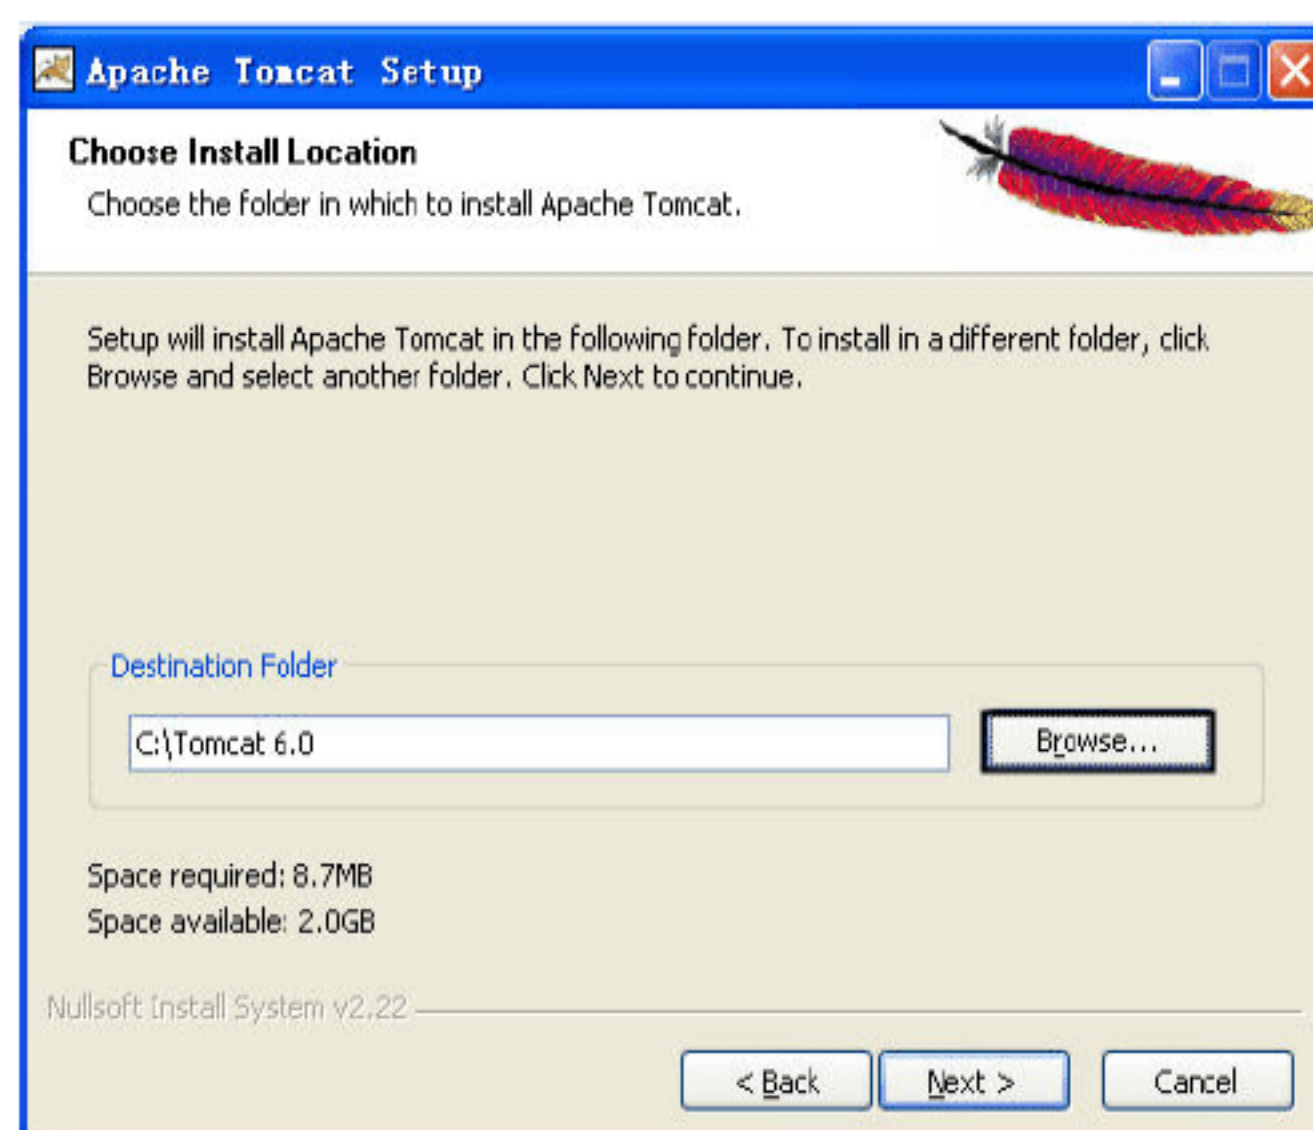 Apache Tomcat Setup
Choose Install Location
Choose the folder in which to install Apache Tomcat.
Setup will install Apache Tomcat in the following folder. To install in a different folder, click
Browse and select another folder. Click Next to continue.
Destination Folder
C:\Tomcat 6.0
Browse...
Space required: 8.7MB
Space available: 2.0GB
Nullsoft Install System v2.22
< Back
Next >
Cancel